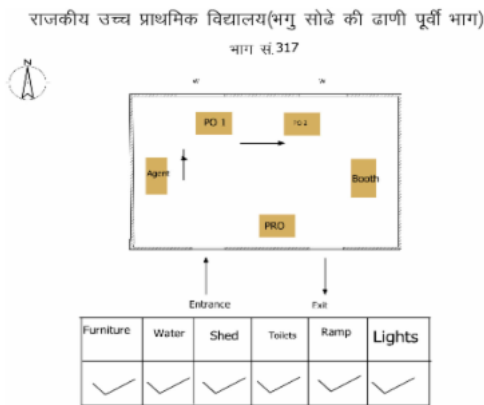 राजकीय उच्च प्राथमिक विद्यालय(भगु सोढे की ढाणी पूर्वी भाग)
भाग सं.317
N
W W
PO 1 PO 2
Agent Booth
PRO
Entrance Exit
Furniture Water Shed Toilets Ramp Lights